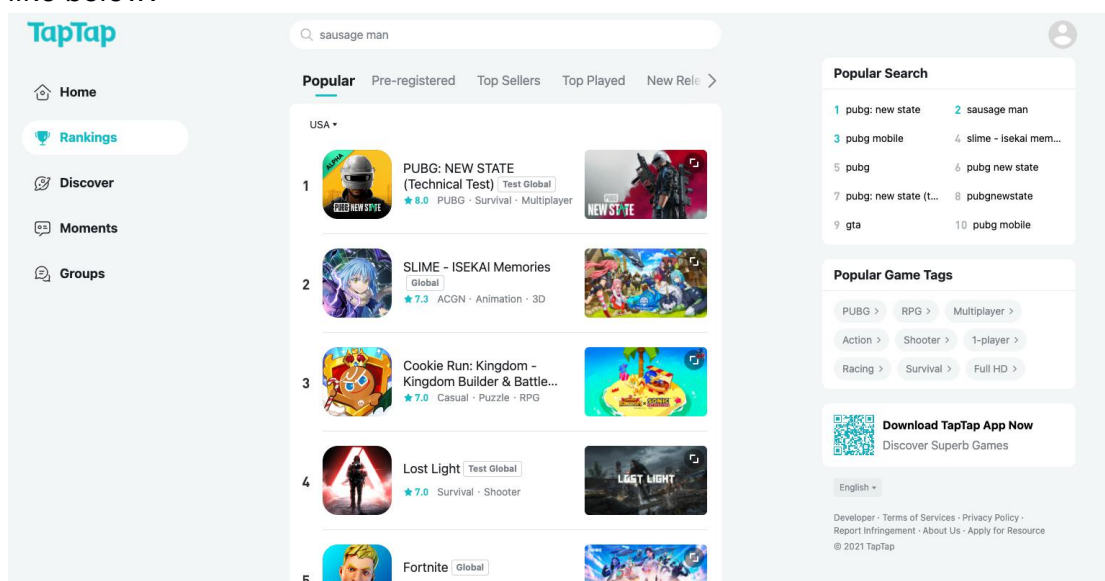 TapTap
sausage man
Home
Rankings
Discover
Moments
Groups
Popular Pre-registered Top Sellers Top Played New Rele
USA
1
ALPHA
PUBG: NEW STATE
PUBG: NEW STATE
(Technical Test) Test Global
8.0 PUBG · Survival · Multiplayer
NEW STATE
2
SLIME - ISEKAI Memories
Global
7.3 ACGN · Animation · 3D
3
Cookie Run: Kingdom -
Kingdom Builder & Battle...
7.0 Casual · Puzzle · RPG
4
Lost Light Test Global
7.0 Survival · Shooter
LOST LIGHT
5
Fortnite Global
Popular Search
1 pubg: new state
2 sausage man
3 pubg mobile
4 slime - isekai mem...
5 pubg
6 pubg new state
7 pubg: new state (t...
8 pubgnewstate
9 gta
10 pubg mobile
Popular Game Tags
PUBG > RPG > Multiplayer >
Action > Shooter > 1-player >
Racing > Survival > Full HD >
Download TapTap App Now
Discover Superb Games
English
Developer · Terms of Services · Privacy Policy ·
Report Infringement · About Us · Apply for Resource
© 2021 TapTap